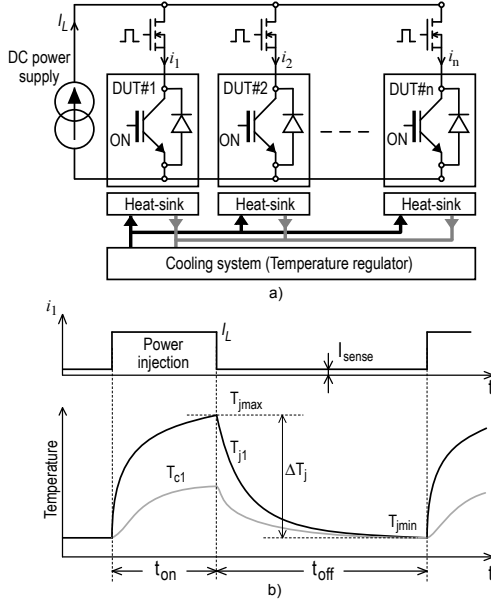 I_L
DC power
supply
i_1
i_2
i_n
DUT#1
DUT#2
DUT#n
ON
ON
ON
Heat-sink
Heat-sink
Heat-sink
Cooling system (Temperature regulator)
a)
i_1
I_L
Power
injection
I_sense
t
T_jmax
T_j1
T_c1
ΔT_j
T_jmin
Temperature
t
t_on
t_off
b)